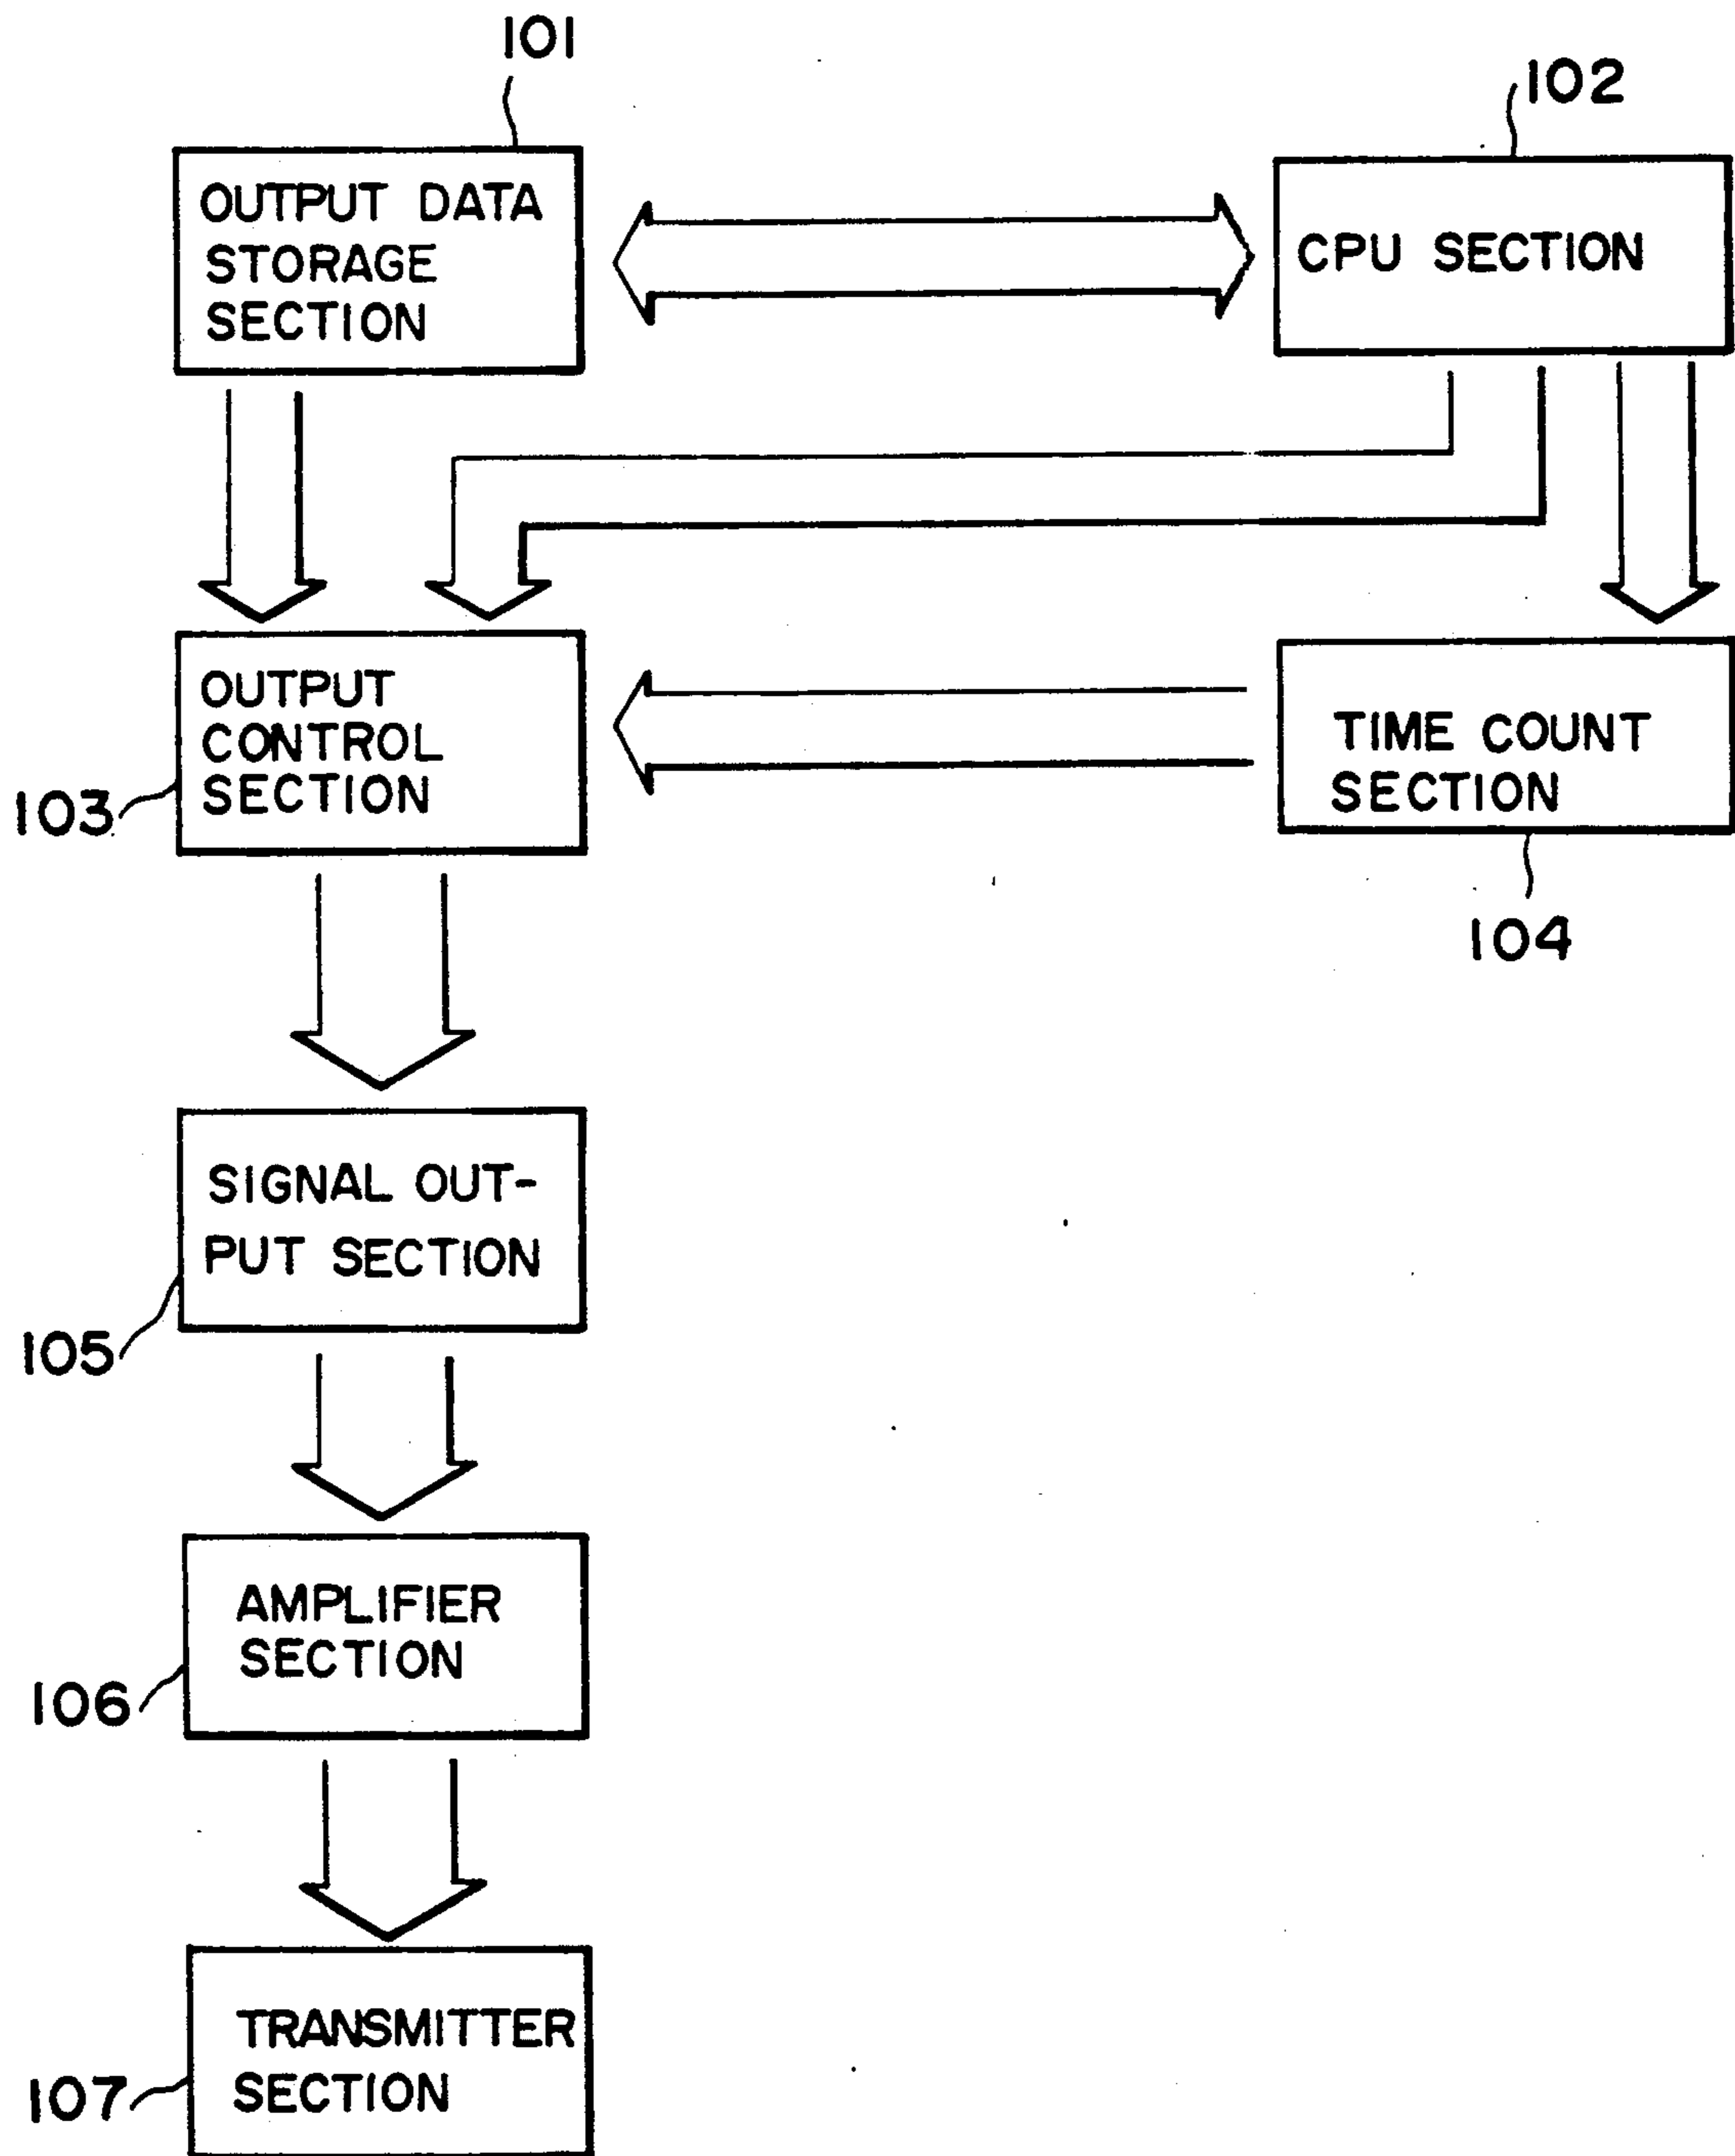 101
102
OUTPUT DATA
STORAGE
SECTION
CPU SECTION
OUTPUT
CONTROL
SECTION
103
TIME COUNT
SECTION
104
SIGNAL OUT-
PUT SECTION
105
AMPLIFIER
SECTION
106
TRANSMITTER
SECTION
107